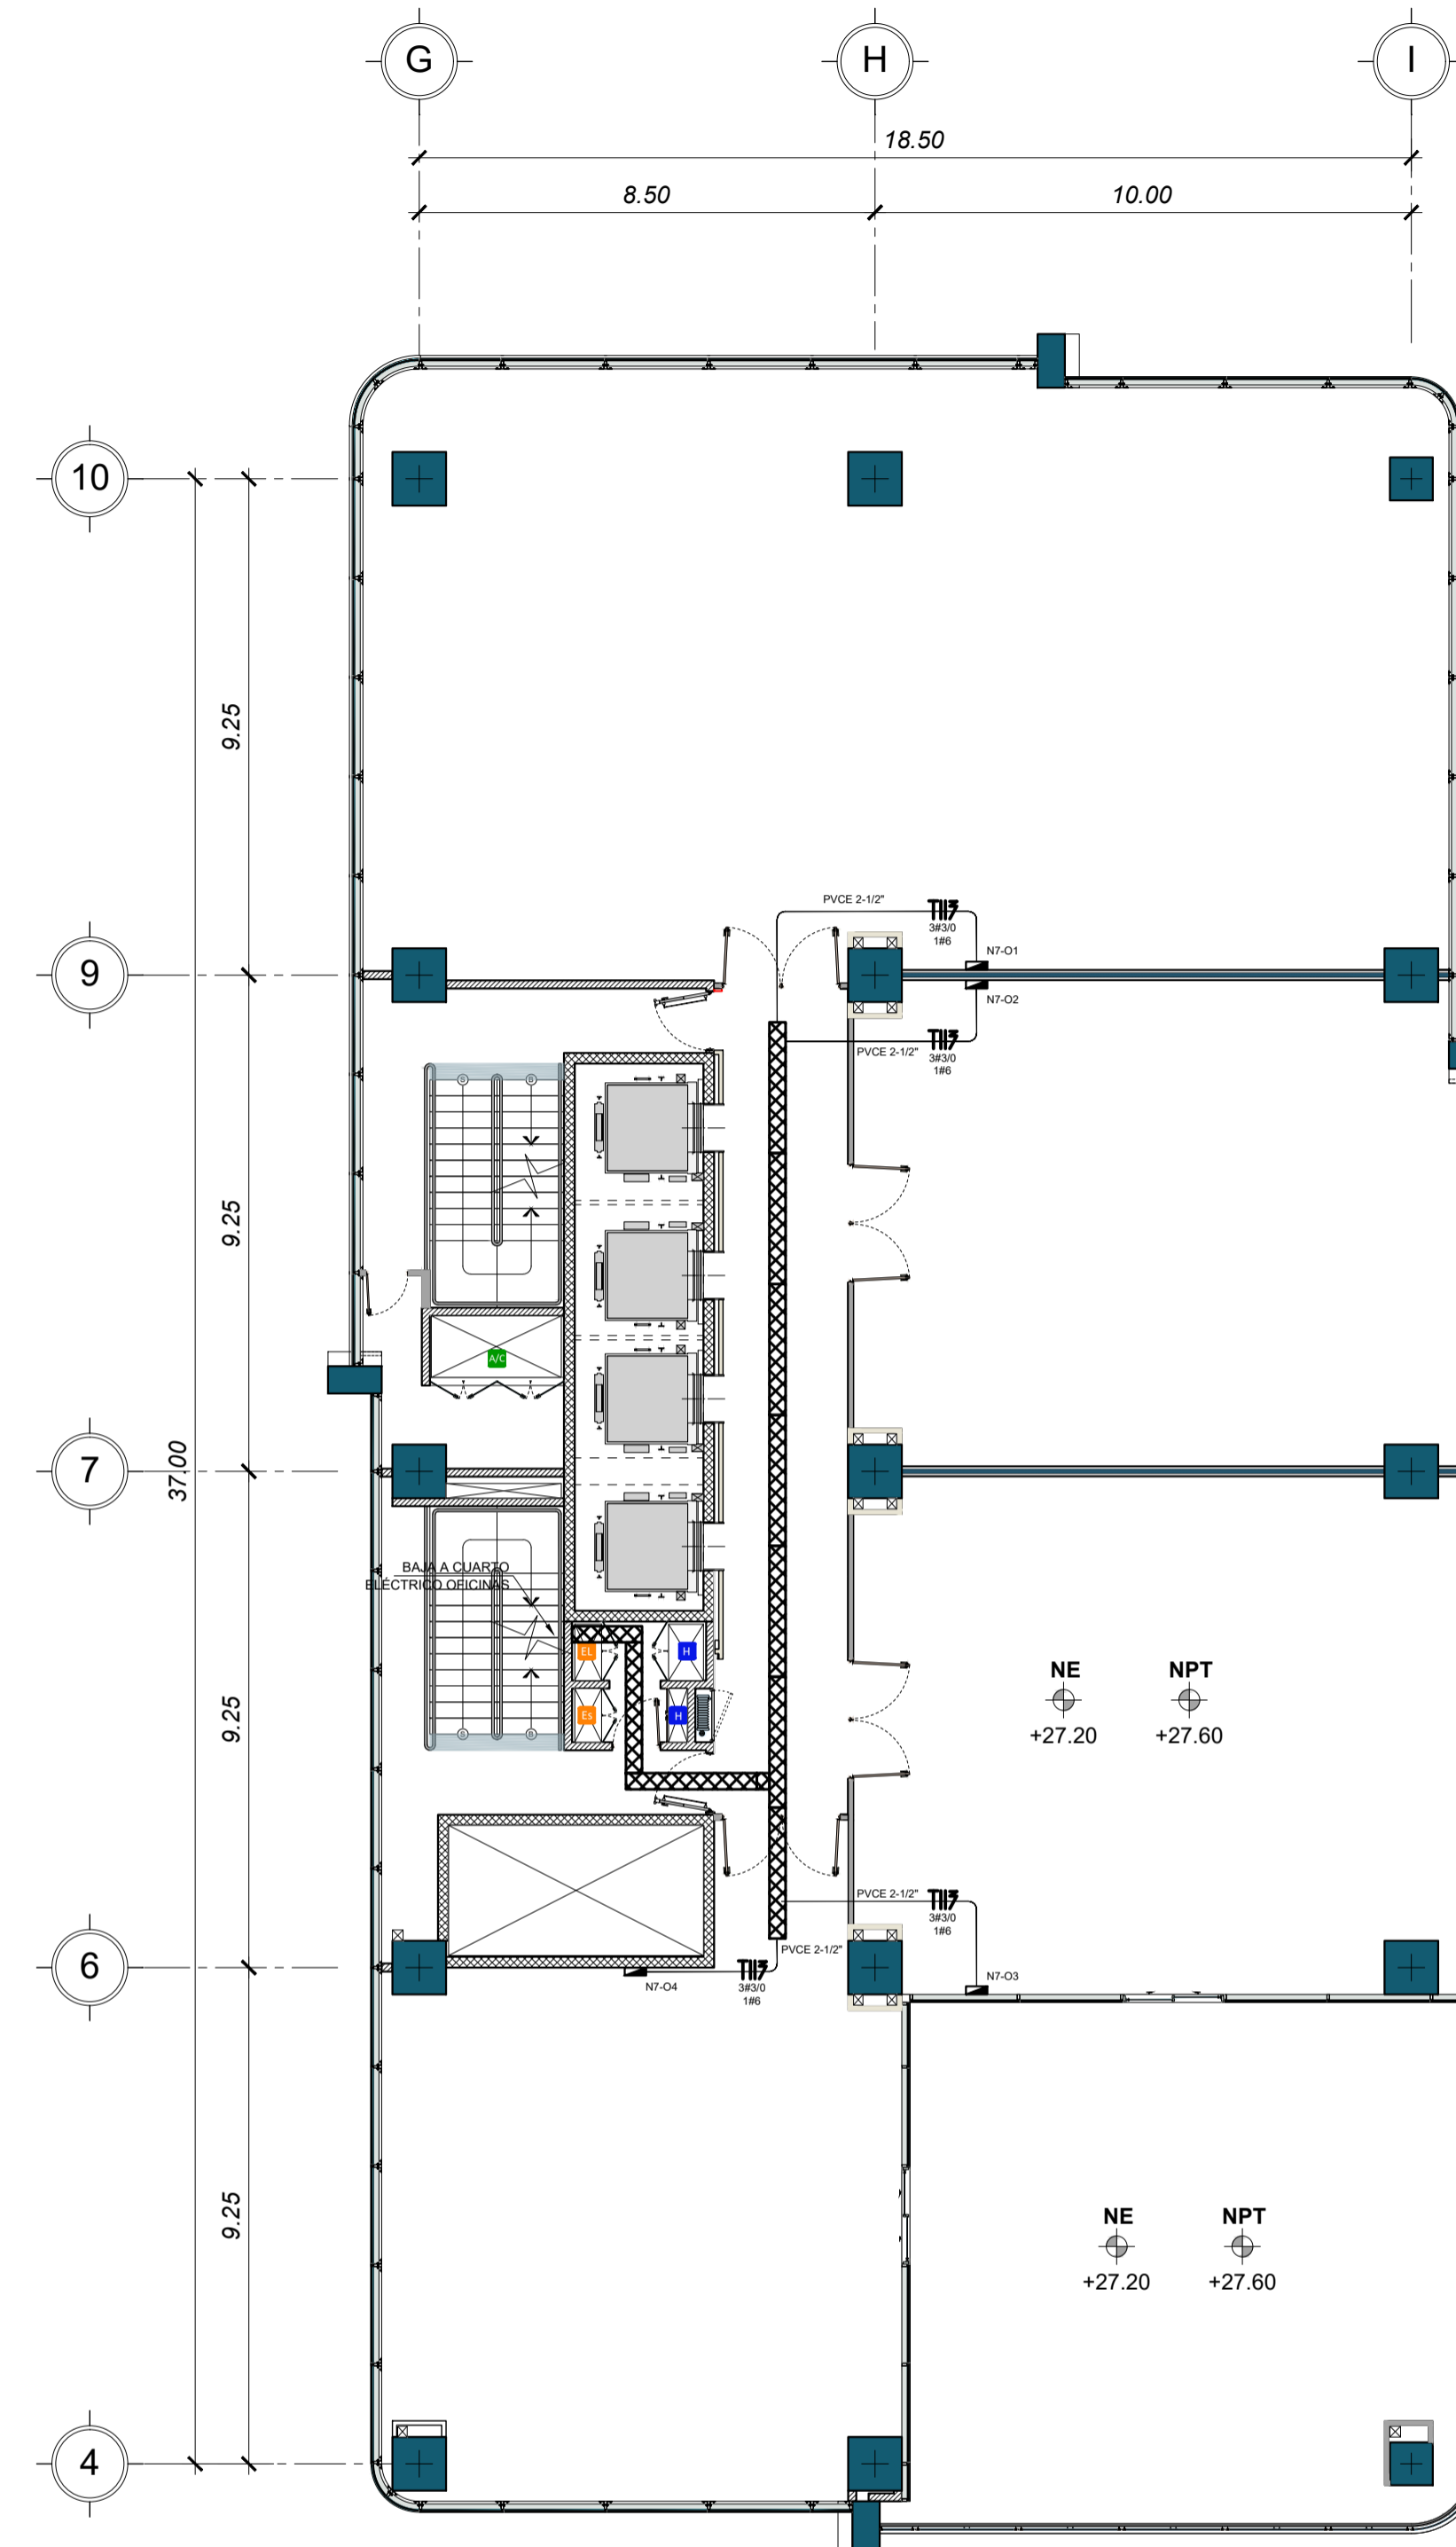 G
H
I
18.50
8.50
10.00
10
9.25
PVCE 2-1/2"
3#3/0
1#6
N7-O1
9
N7-O2
PVCE 2-1/2"
3#3/0
1#6
9.25
A/C
37.00
7
BAJA A CUARTO
ELÉCTRICO OFICINAS
EL
H
Es
H
9.25
NE
NPT
+27.20
+27.60
PVCE 2-1/2"
3#3/0
1#6
PVCE 2-1/2"
6
N7-O4
3#3/0
1#6
N7-O3
9.25
NE
NPT
+27.20
+27.60
4